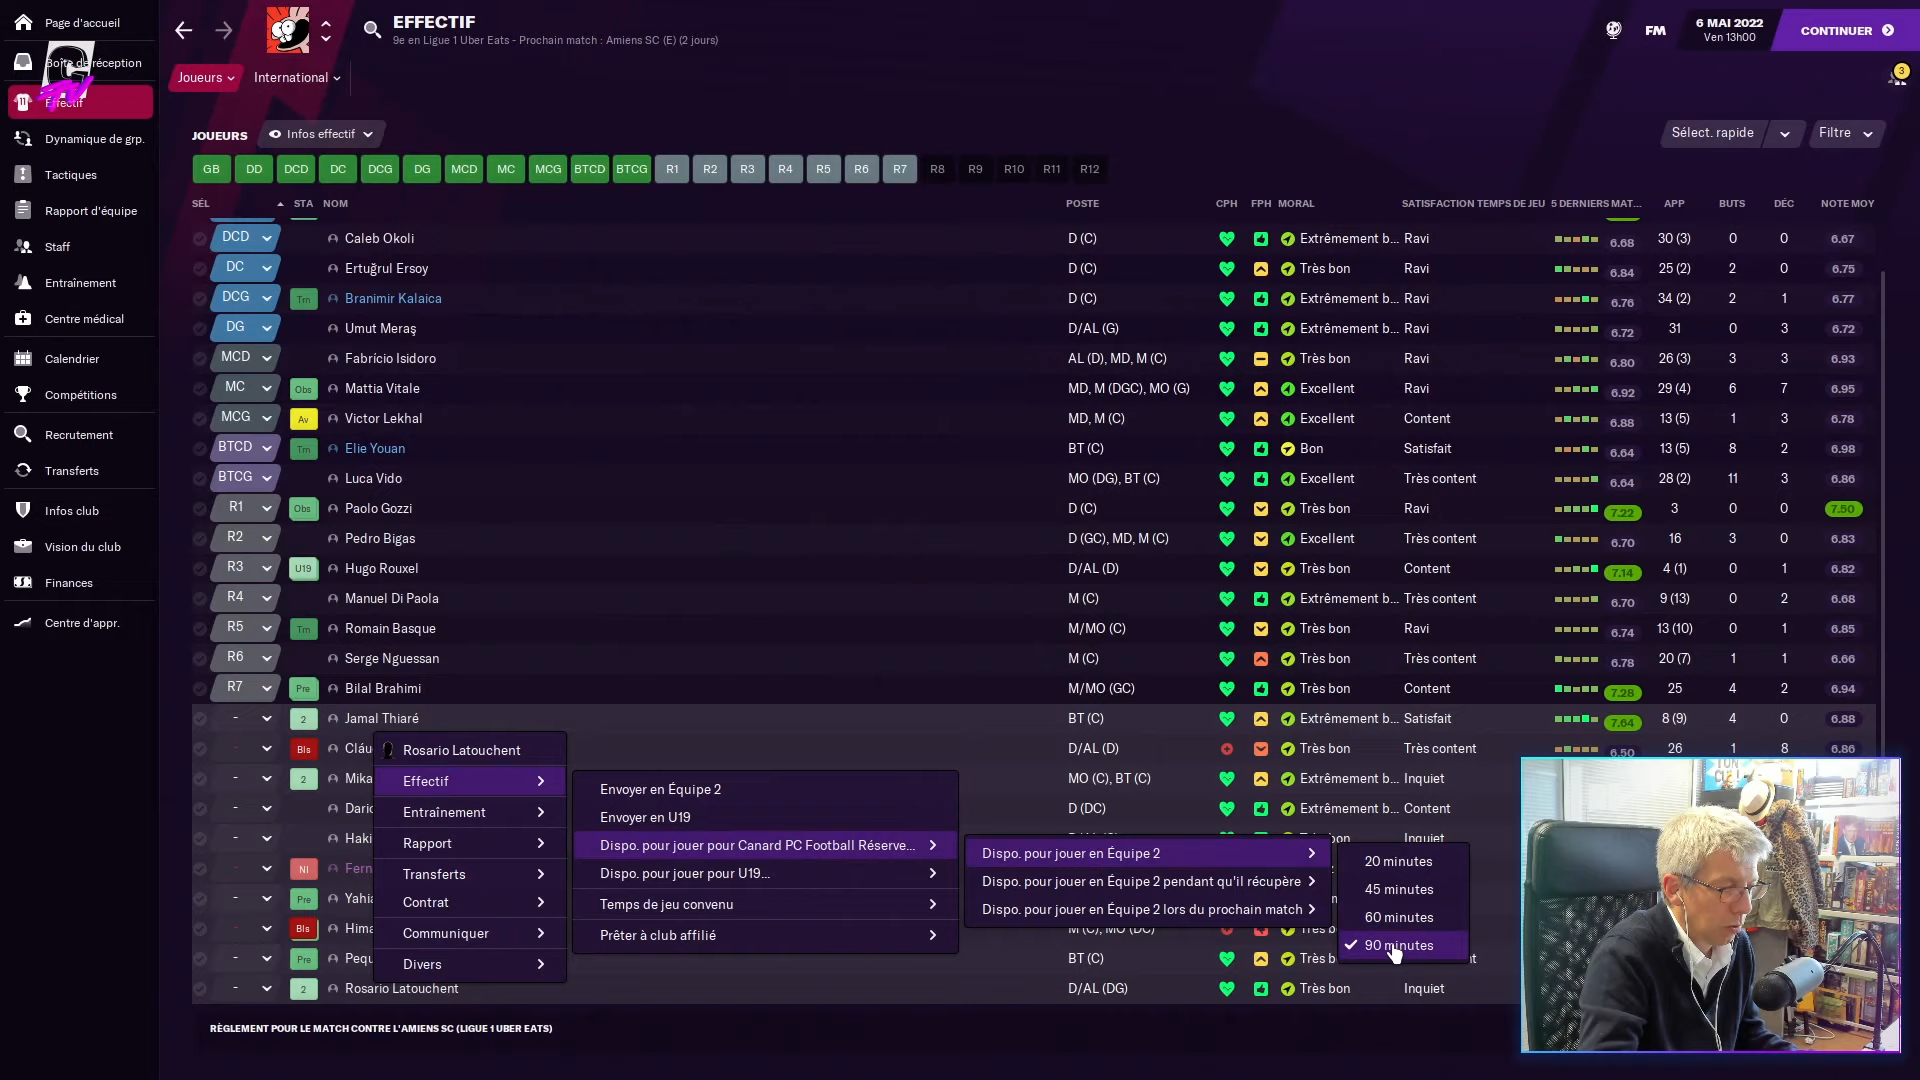 Page d'accueil
Boîte de réception
Effectif
Dynamique de grp.
Tactiques
Rapport d'équipe
Staff
Entraînement
Centre médical
Calendrier
Compétitions
Recrutement
Transferts
Infos club
Vision du club
Finances
Centre d'appr.
EFFECTIF
9e en Ligue 1 Uber Eats - Prochain match : Amiens SC (E) (2 jours)
FM
6 MAI 2022
Ven 13h00
CONTINUER
3
Joueurs
International
JOUEURS
Infos effectif
Sélect. rapide
Filtre
GB DD DCD DC DCG DG MCD MC MCG BTCD BTCG R1 R2 R3 R4 R5 R6 R7 R8 R9 R10 R11 R12
SÉL STA NOM POSTE CPH FPH MORAL SATISFACTION TEMPS DE JEU 5 DERNIERS MAT... APP BUTS DÉC NOTE MOY
DCD Caleb Okoli D (C) Extrêmement b... Ravi 6.68 30 (3) 0 0 6.67
DC Ertuğrul Ersoy D (C) Très bon Ravi 6.84 25 (2) 2 0 6.75
DCG Trn Branimir Kalaica D (C) Extrêmement b... Ravi 6.76 34 (2) 2 1 6.77
DG Umut Meraş D/AL (G) Extrêmement b... Ravi 6.72 31 0 3 6.72
MCD Fabrício Isidoro AL (D), MD, M (C) Très bon Ravi 6.80 26 (3) 3 3 6.93
MC Obs Mattia Vitale MD, M (DGC), MO (G) Excellent Ravi 6.92 29 (4) 6 7 6.95
MCG Av Victor Lekhal MD, M (C) Excellent Content 6.88 13 (5) 1 3 6.78
BTCD Trn Elie Youan BT (C) Bon Satisfait 6.64 13 (5) 8 2 6.98
BTCG Luca Vido MO (DG), BT (C) Excellent Très content 6.64 28 (2) 11 3 6.86
R1 Obs Paolo Gozzi D (C) Très bon Ravi 7.22 3 0 0 7.50
R2 Pedro Bigas D (GC), MD, M (C) Excellent Très content 6.70 16 3 0 6.83
R3 U19 Hugo Rouxel D/AL (D) Très bon Content 7.14 4 (1) 0 1 6.82
R4 Manuel Di Paola M (C) Extrêmement b... Très content 6.70 9 (13) 0 2 6.68
R5 Trn Romain Basque M/MO (C) Très bon Ravi 6.74 13 (10) 0 1 6.85
R6 Serge Nguessan M (C) Très bon Très content 6.78 20 (7) 1 1 6.66
R7 Pre Bilal Brahimi M/MO (GC) Très bon Content 7.28 25 4 2 6.94
- 2 Jamal Thiaré BT (C) Extrêmement b... Satisfait 7.64 8 (9) 4 0 6.88
- Bls Cláu D/AL (D) Très bon Très content 6.50 26 1 8 6.86
- 2 Mika MO (C), BT (C) Extrêmement b... Inquiet
- Dario D (DC) Extrêmement b... Content
- Haki Inquiet
- NI Fern
- Pre Yahia
- Bls Hima M (C), MO (DC)
- Pre Pequ BT (C) Très b
- 2 Rosario Latouchent D/AL (DG) Très bon Inquiet
Rosario Latouchent
Effectif
Entraînement
Rapport
Transferts
Contrat
Communiquer
Divers
Envoyer en Équipe 2
Envoyer en U19
Dispo. pour jouer pour Canard PC Football Réserve...
Dispo. pour jouer pour U19...
Temps de jeu convenu
Prêter à club affilié
Dispo. pour jouer en Équipe 2
Dispo. pour jouer en Équipe 2 pendant qu'il récupère
Dispo. pour jouer en Équipe 2 lors du prochain match
20 minutes
45 minutes
60 minutes
90 minutes
RÈGLEMENT POUR LE MATCH CONTRE L'AMIENS SC (LIGUE 1 UBER EATS)